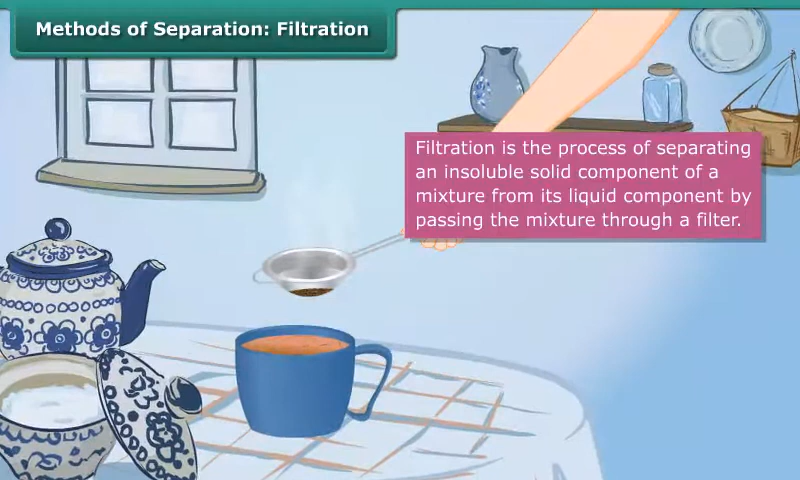 Methods of Separation: Filtration
Filtration is the process of separating
an insoluble solid component of a
mixture from its liquid component by
passing the mixture through a filter.